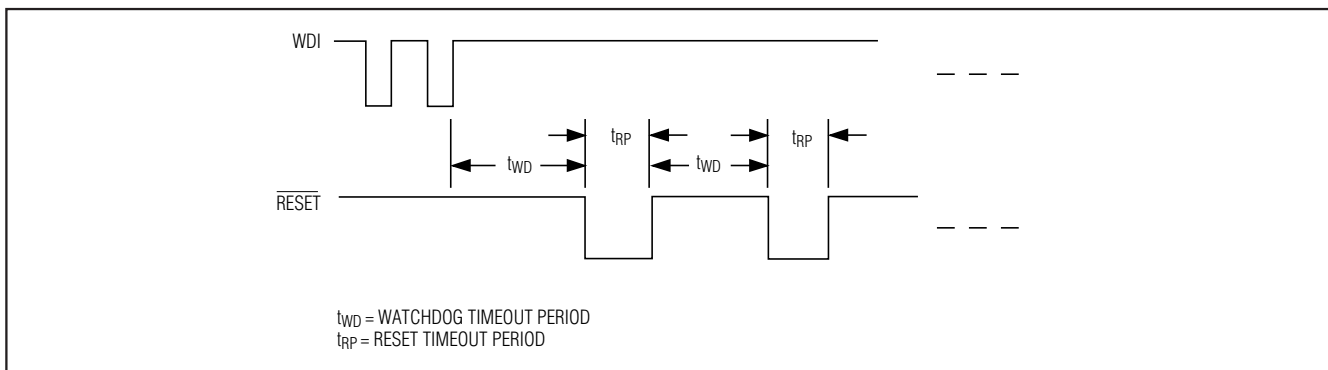 WDI
tRP
tRP
tWD
tWD
RESET
tWD = WATCHDOG TIMEOUT PERIOD
tRP = RESET TIMEOUT PERIOD